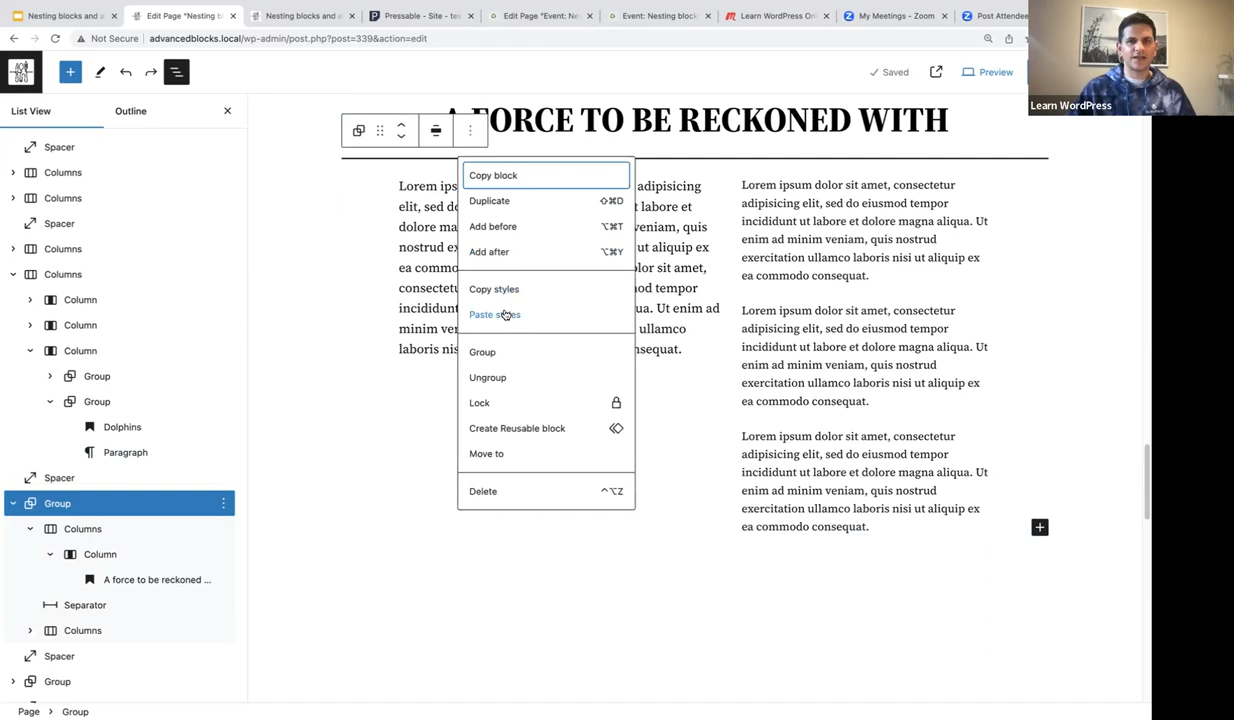 Edit Page "Nesting b
Nesting blocks and a
Pressable - Site - tes
Edit Page "Event: Ne
Event: Nesting block
Learn WordPress On
My Meetings - Zoom
Post Attendee
Not Secure
advancedblocks.local/wp-admin/post.php?post=339&action=edit
Saved
Preview
Learn WordPress
List View
Outline
Spacer
Columns
Columns
Spacer
Columns
Columns
Column
Column
Column
Group
Group
Dolphins
Paragraph
Spacer
Group
Columns
Column
A force to be reckoned ...
Separator
Columns
Spacer
Group
A FORCE TO BE RECKONED WITH
Copy block
Duplicate ⇧⌘D
Add before ⌥⌘T
Add after ⌥⌘Y
Copy styles
Paste styles
Group
Ungroup
Lock
Create Reusable block
Move to
Delete ^⌥Z
Lorem ips adipisicing
elit, sed do t labore et
dolore ma veniam, quis
nostrud ex ut aliquip ex
ea commo olor sit amet,
consectetu mod tempor
incididunt ua. Ut enim ad
minim ver ullamco
laboris nis nsequat.
Lorem ipsum dolor sit amet, consectetur
adipiscing elit, sed do eiusmod tempor
incididunt ut labore et dolore magna aliqua. Ut
enim ad minim veniam, quis nostrud
exercitation ullamco laboris nisi ut aliquip ex
ea commodo consequat.
Lorem ipsum dolor sit amet, consectetur
adipiscing elit, sed do eiusmod tempor
incididunt ut labore et dolore magna aliqua. Ut
enim ad minim veniam, quis nostrud
exercitation ullamco laboris nisi ut aliquip ex
ea commodo consequat.
Lorem ipsum dolor sit amet, consectetur
adipiscing elit, sed do eiusmod tempor
incididunt ut labore et dolore magna aliqua. Ut
enim ad minim veniam, quis nostrud
exercitation ullamco laboris nisi ut aliquip ex
ea commodo consequat.
Page > Group